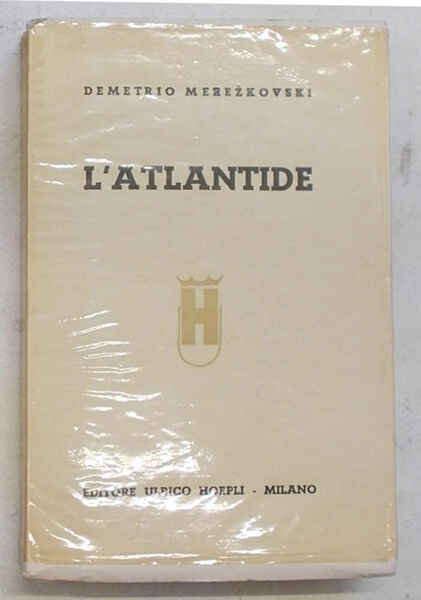 DEMETRIO MEREŽKOVSKI
L'ATLANTIDE
H
EDITORE ULRICO HOEPLI - MILANO